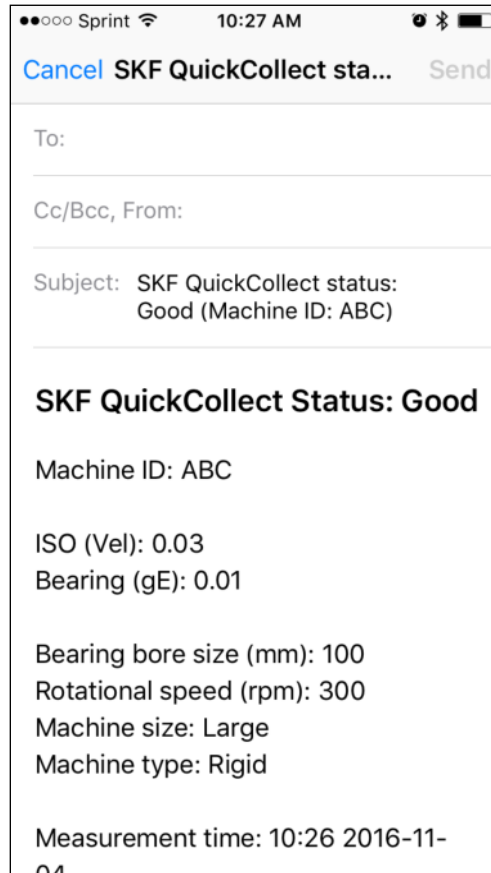 Sprint 10:27 AM
Cancel SKF QuickCollect sta... Send
To:
Cc/Bcc, From:
Subject: SKF QuickCollect status:
Good (Machine ID: ABC)
SKF QuickCollect Status: Good
Machine ID: ABC
ISO (Vel): 0.03
Bearing (gE): 0.01
Bearing bore size (mm): 100
Rotational speed (rpm): 300
Machine size: Large
Machine type: Rigid
Measurement time: 10:26 2016-11-
04